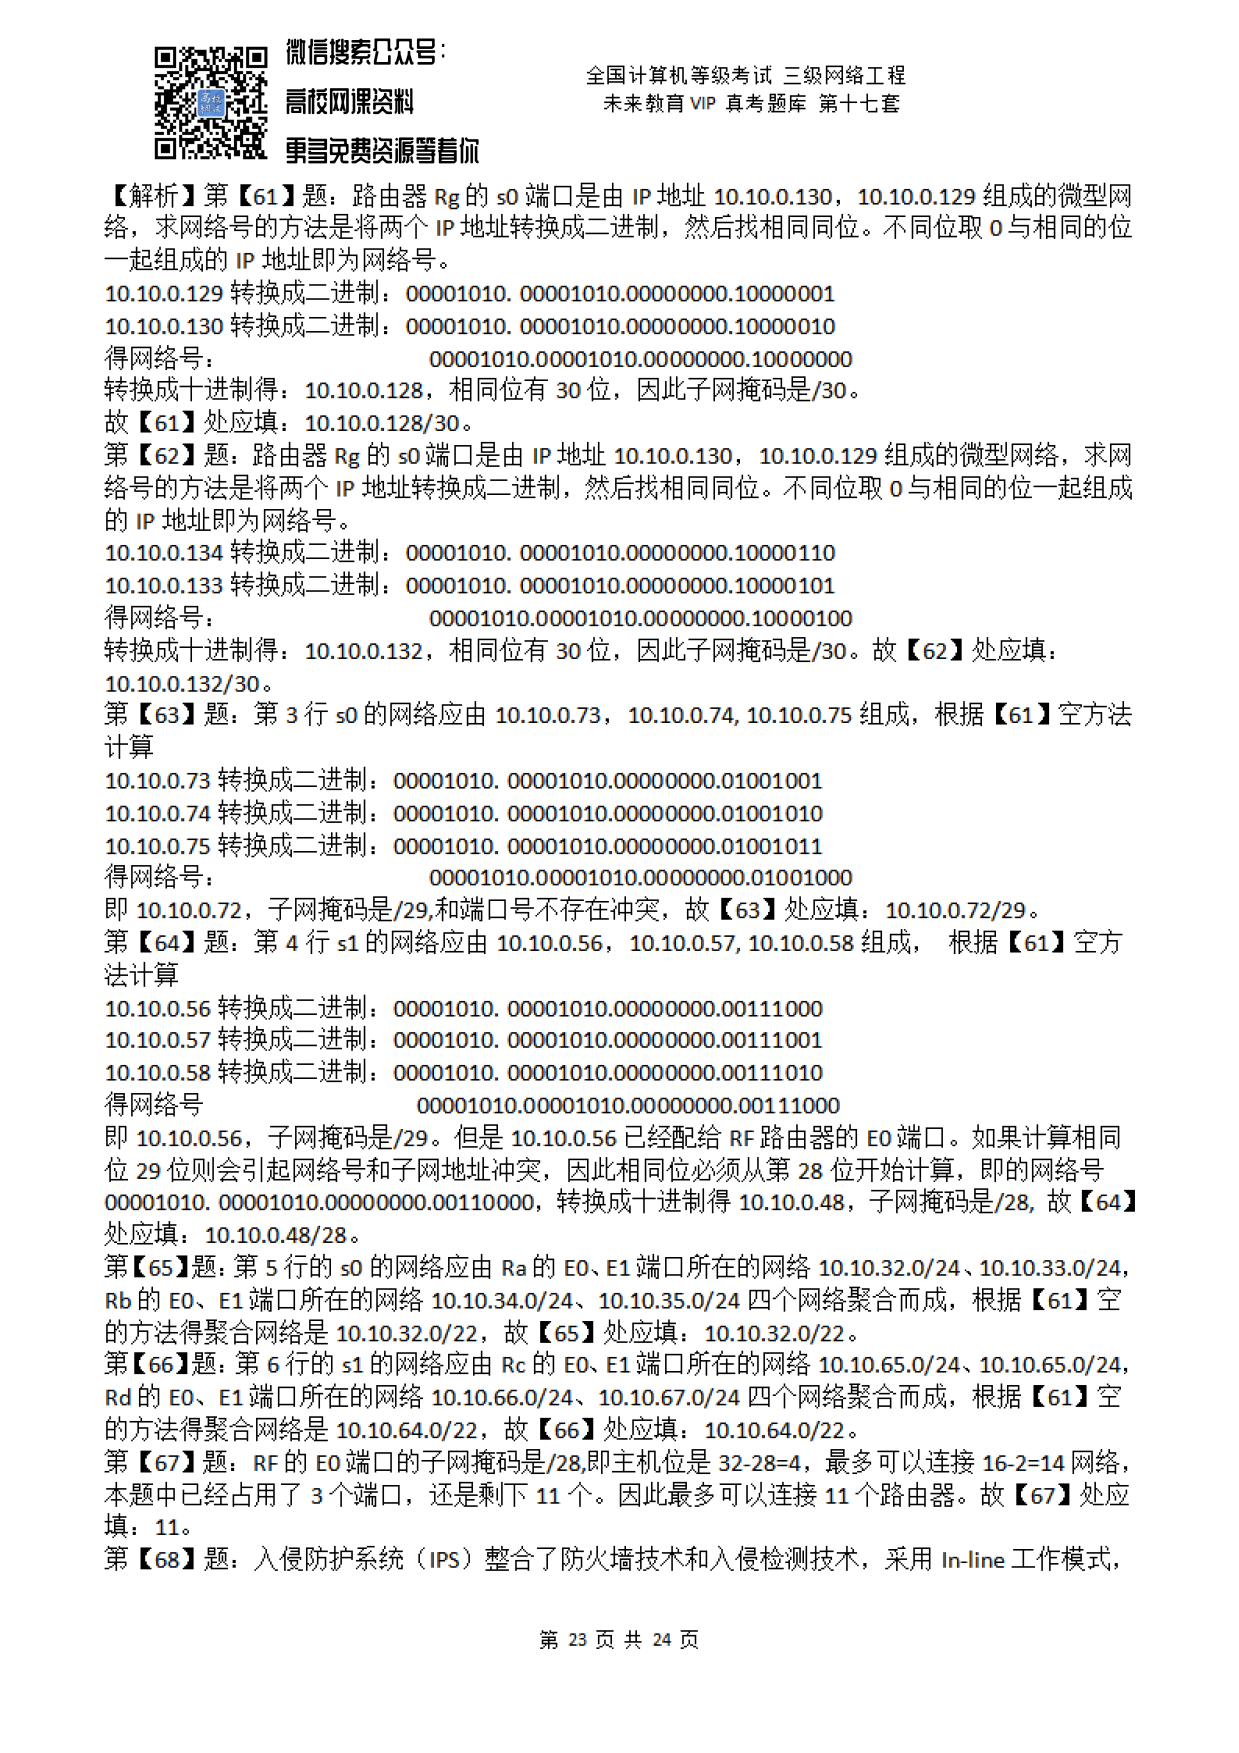 微信搜索公众号：
高校网课资料
更多免费资源等着你
全国计算机等级考试 三级网络工程
未来教育 VIP 真考题库 第十七套
【解析】第【61】题：路由器 Rg 的 s0 端口是由 IP 地址 10.10.0.130，10.10.0.129 组成的微型网
络，求网络号的方法是将两个 IP 地址转换成二进制，然后找相同同位。不同位取 0 与相同的位
一起组成的 IP 地址即为网络号。
10.10.0.129 转换成二进制：00001010. 00001010.00000000.10000001
10.10.0.130 转换成二进制：00001010. 00001010.00000000.10000010
得网络号： 00001010.00001010.00000000.10000000
转换成十进制得：10.10.0.128，相同位有 30 位，因此子网掩码是/30。
故【61】处应填：10.10.0.128/30。
第【62】题：路由器 Rg 的 s0 端口是由 IP 地址 10.10.0.130，10.10.0.129 组成的微型网络，求网
络号的方法是将两个 IP 地址转换成二进制，然后找相同同位。不同位取 0 与相同的位一起组成
的 IP 地址即为网络号。
10.10.0.134 转换成二进制：00001010. 00001010.00000000.10000110
10.10.0.133 转换成二进制：00001010. 00001010.00000000.10000101
得网络号： 00001010.00001010.00000000.10000100
转换成十进制得：10.10.0.132，相同位有 30 位，因此子网掩码是/30。故【62】处应填：
10.10.0.132/30。
第【63】题：第 3 行 s0 的网络应由 10.10.0.73，10.10.0.74, 10.10.0.75 组成，根据【61】空方法
计算
10.10.0.73 转换成二进制：00001010. 00001010.00000000.01001001
10.10.0.74 转换成二进制：00001010. 00001010.00000000.01001010
10.10.0.75 转换成二进制：00001010. 00001010.00000000.01001011
得网络号： 00001010.00001010.00000000.01001000
即 10.10.0.72，子网掩码是/29,和端口号不存在冲突，故【63】处应填：10.10.0.72/29。
第【64】题：第 4 行 s1 的网络应由 10.10.0.56，10.10.0.57, 10.10.0.58 组成， 根据【61】空方
法计算
10.10.0.56 转换成二进制：00001010. 00001010.00000000.00111000
10.10.0.57 转换成二进制：00001010. 00001010.00000000.00111001
10.10.0.58 转换成二进制：00001010. 00001010.00000000.00111010
得网络号 00001010.00001010.00000000.00111000
即 10.10.0.56，子网掩码是/29。但是 10.10.0.56 已经配给 RF 路由器的 E0 端口。如果计算相同
位 29 位则会引起网络号和子网地址冲突，因此相同位必须从第 28 位开始计算，即的网络号
00001010. 00001010.00000000.00110000，转换成十进制得 10.10.0.48，子网掩码是/28, 故【64】
处应填：10.10.0.48/28。
第【65】题：第 5 行的 s0 的网络应由 Ra 的 E0、E1 端口所在的网络 10.10.32.0/24、10.10.33.0/24，
Rb 的 E0、E1 端口所在的网络 10.10.34.0/24、10.10.35.0/24 四个网络聚合而成，根据【61】空
的方法得聚合网络是 10.10.32.0/22，故【65】处应填：10.10.32.0/22。
第【66】题：第 6 行的 s1 的网络应由 Rc 的 E0、E1 端口所在的网络 10.10.65.0/24、10.10.65.0/24，
Rd 的 E0、E1 端口所在的网络 10.10.66.0/24、10.10.67.0/24 四个网络聚合而成，根据【61】空
的方法得聚合网络是 10.10.64.0/22，故【66】处应填：10.10.64.0/22。
第【67】题：RF 的 E0 端口的子网掩码是/28,即主机位是 32-28=4，最多可以连接 16-2=14 网络，
本题中已经占用了 3 个端口，还是剩下 11 个。因此最多可以连接 11 个路由器。故【67】处应
填：11。
第【68】题：入侵防护系统（IPS）整合了防火墙技术和入侵检测技术，采用 In-line 工作模式，
第 23 页 共 24 页